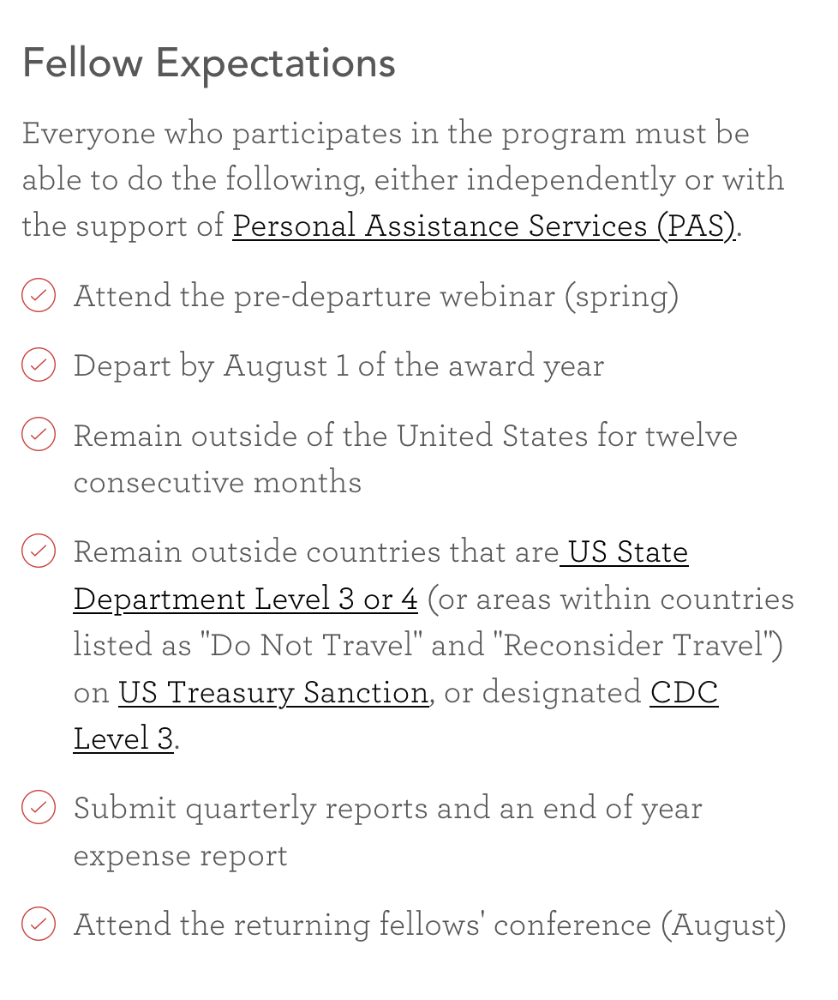 Fellow Expectations
Everyone who participates in the program must be
able to do the following, either independently or with
the support of Personal Assistance Services (PAS).
Attend the pre-departure webinar (spring)
Depart by August 1 of the award year
Remain outside of the United States for twelve
consecutive months
Remain outside countries that are US State
Department Level 3 or 4 (or areas within countries
listed as "Do Not Travel" and "Reconsider Travel")
on US Treasury Sanction, or designated CDC
Level 3.
Submit quarterly reports and an end of year
expense report
Attend the returning fellows' conference (August)